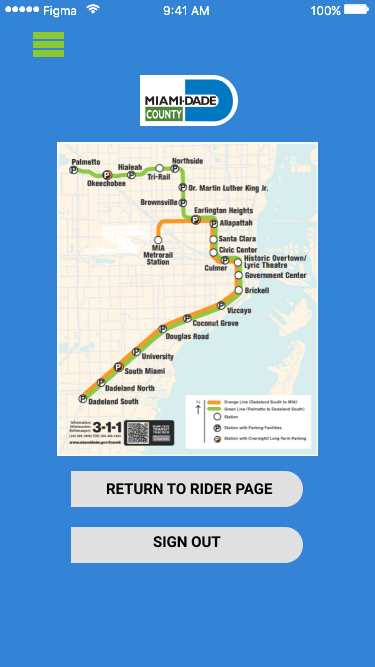 Figma
9:41 AM
100%
MIAMI-DADE
COUNTY
Palmetto
Okeechobee
Hialeah
Tri-Rail
Northside
Dr. Martin Luther King Jr.
Brownsville
Earlington Heights
Allapattah
Santa Clara
MIA
Metrorail
Station
Civic Center
Culmer
Historic Overtown/
Lyric Theatre
Government Center
Brickell
Vizcaya
Coconut Grove
Douglas Road
University
South Miami
Dadeland North
Dadeland South
3-1-1
www.miamidade.gov/transit
Orange Line (Dadeland South to MIA)
Green Line (Palmetto to Dadeland South)
Station
Station with Parking Facilities
Station with Overnight/Long-Term Parking
RETURN TO RIDER PAGE
SIGN OUT